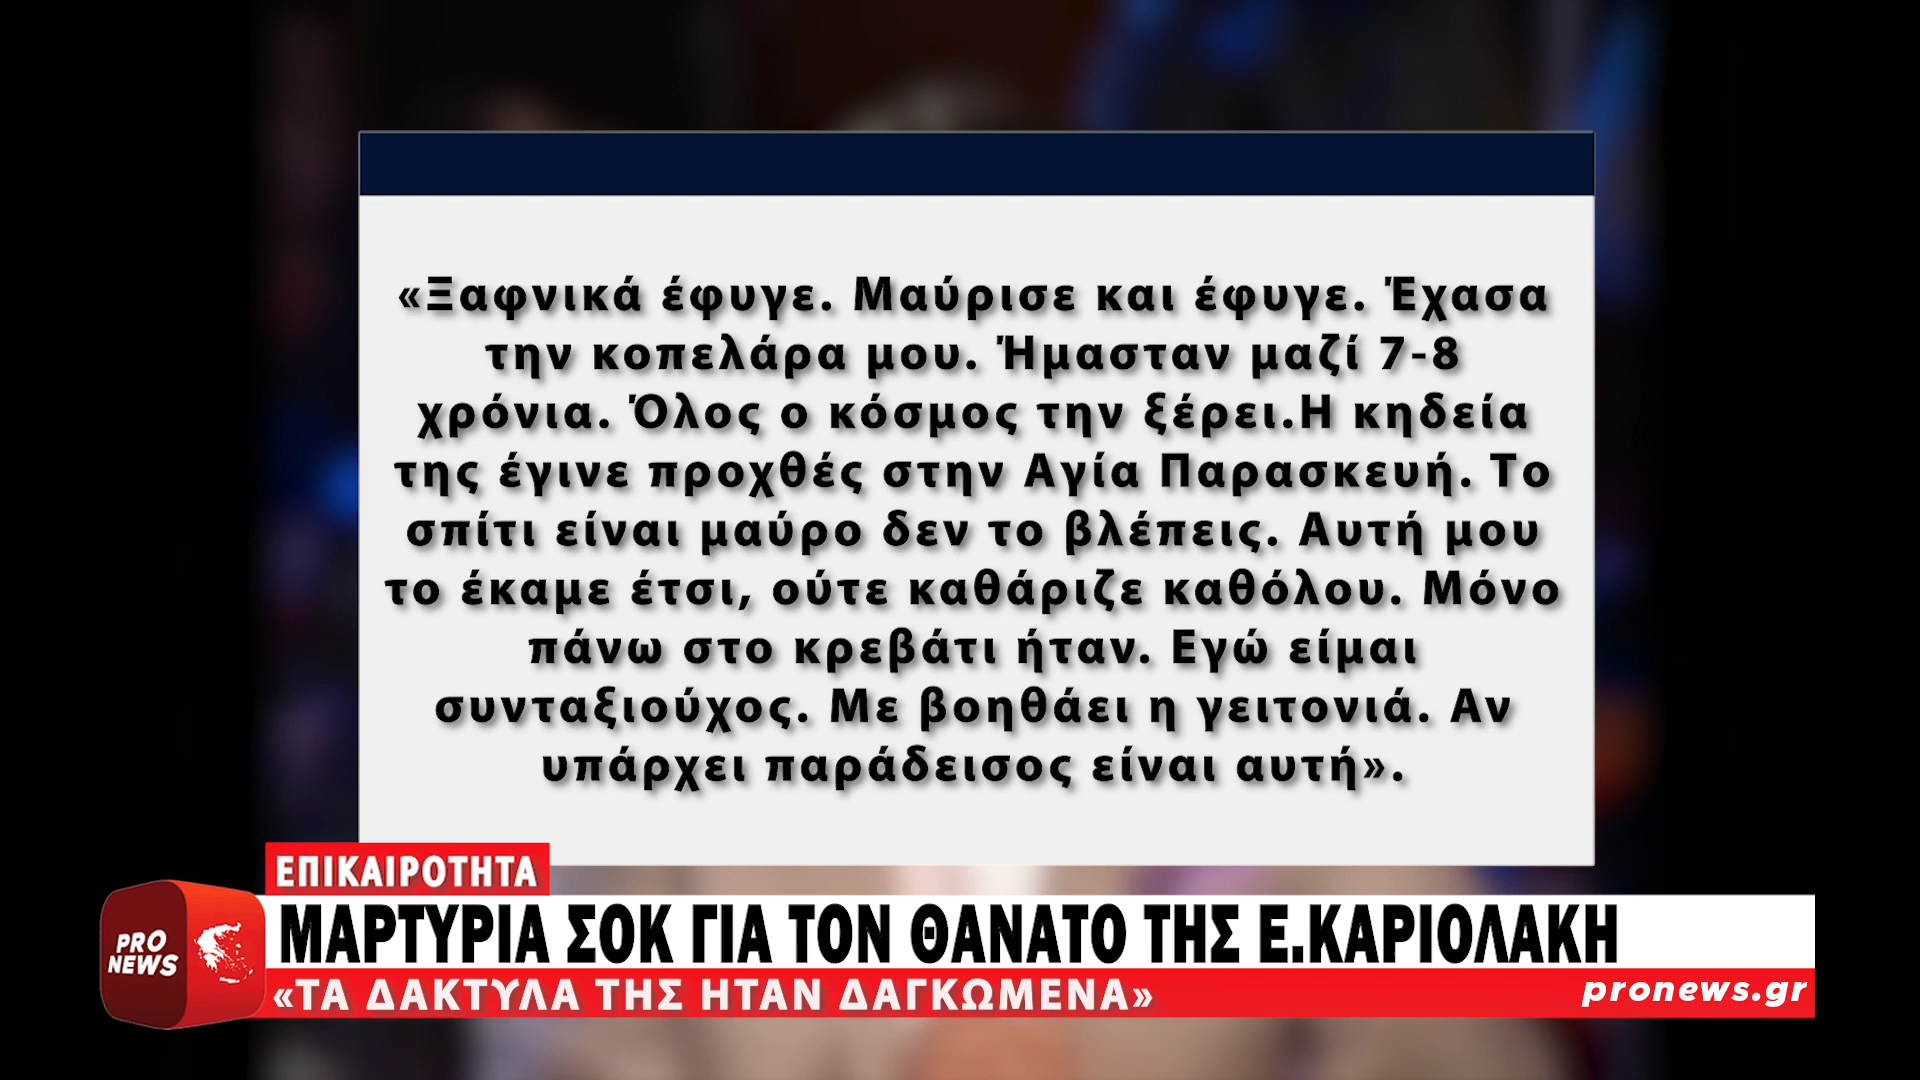 «Ξαφνικά έφυγε. Μαύρισε και έφυγε. Έχασα
την κοπελάρα μου. Ήμασταν μαζί 7-8
χρόνια. Όλος ο κόσμος την ξέρει.Η κηδεία
της έγινε προχθές στην Αγία Παρασκευή. Το
σπίτι είναι μαύρο δεν το βλέπεις. Αυτή μου
το έκαμε έτσι, ούτε καθάριζε καθόλου. Μόνο
πάνω στο κρεβάτι ήταν. Εγώ είμαι
συνταξιούχος. Με βοηθάει η γειτονιά. Αν
υπάρχει παράδεισος είναι αυτή».
ΕΠΙΚΑΙΡΟΤΗΤΑ
ΜΑΡΤΥΡΙΑ ΣΟΚ ΓΙΑ ΤΟΝ ΘΑΝΑΤΟ ΤΗΣ Ε.ΚΑΡΙΟΛΑΚΗ
PRO
NEWS
«ΤΑ ΔΑΚΤΥΛΑ ΤΗΣ ΗΤΑΝ ΔΑΓΚΩΜΕΝΑ»
pronews.gr